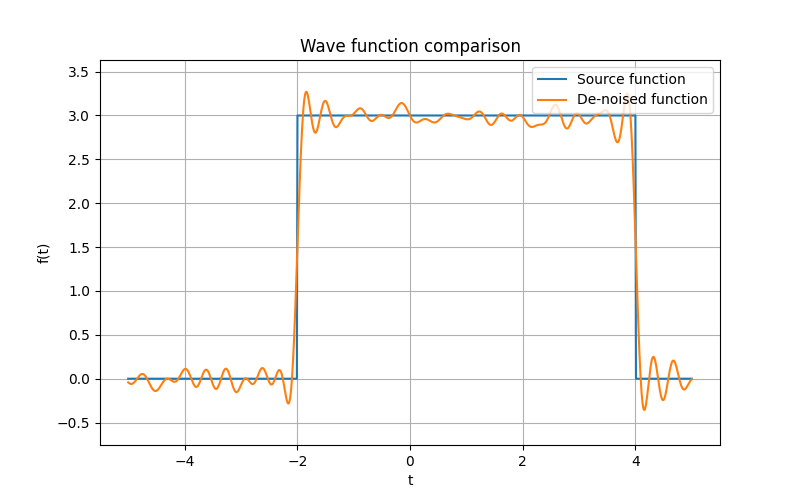 Wave function comparison
Source function
De-noised function
3.5
3.0
2.5
2.0
1.5
1.0
0.5
0.0
−0.5
f(t)
−4 −2 0 2 4
t